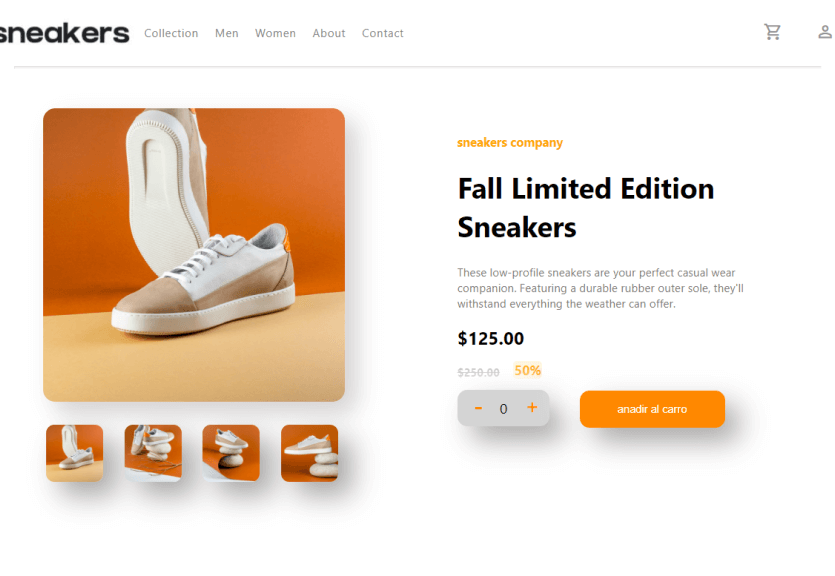 sneakers
Collection Men Women About Contact
sneakers company
Fall Limited Edition
Sneakers
These low-profile sneakers are your perfect casual wear
companion. Featuring a durable rubber outer sole, they'll
withstand everything the weather can offer.
$125.00
$250.00 50%
- 0 +
anadir al carro